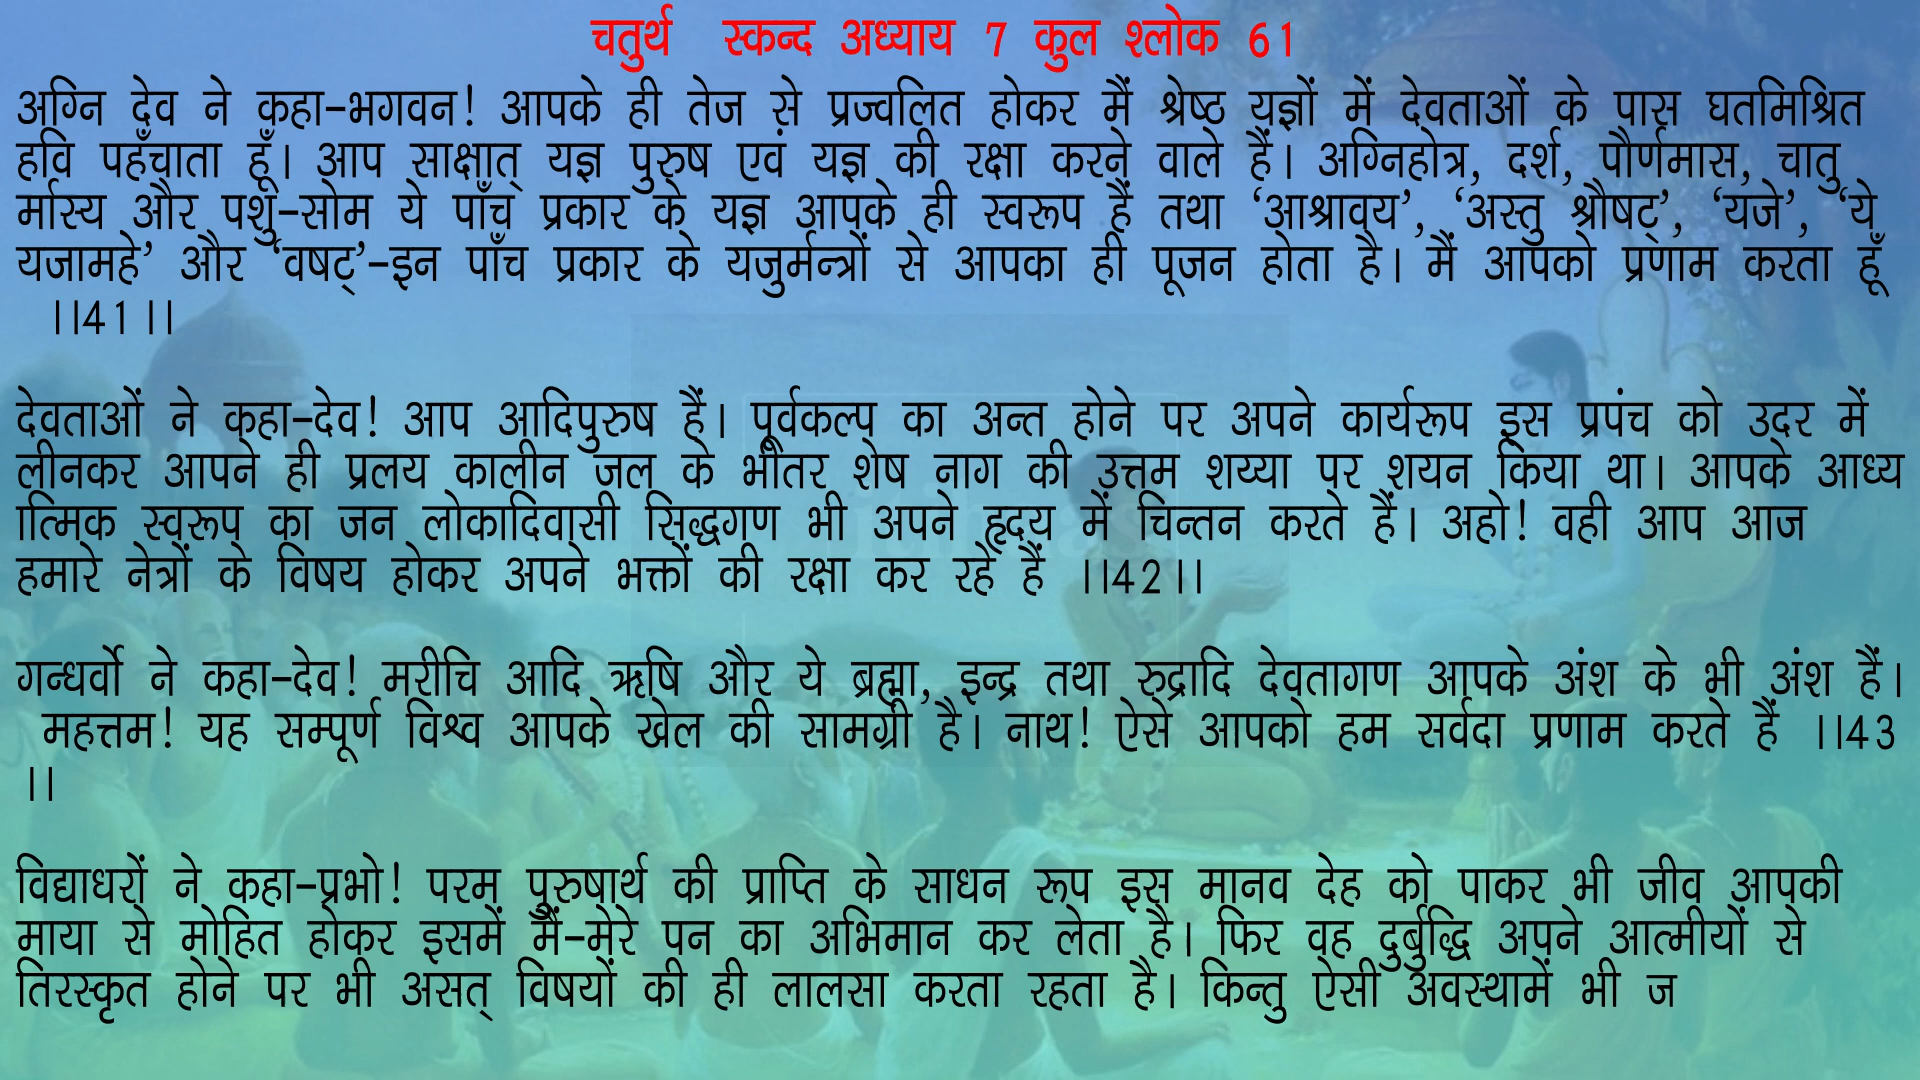 चतुर्थ स्कन्द अध्याय 7 कुल श्लोक 61
अग्नि देव ने कहा-भगवन! आपके ही तेज से प्रज्वलित होकर मैं श्रेष्ठ यज्ञों में देवताओं के पास घतमिश्रित
हवि पहँचाता हूँ। आप साक्षात् यज्ञ पुरुष एवं यज्ञ की रक्षा करने वाले हैं। अग्निहोत्र, दर्श, पौर्णमास, चातु
र्मास्य और पशु-सोम ये पाँच प्रकार के यज्ञ आपके ही स्वरूप हैं तथा ‘आश्रावय’, ‘अस्तु श्रौषट्’, ‘यजे’, ‘ये
यजामहे’ और ‘वषट्’-इन पाँच प्रकार के यजुर्मन्त्रों से आपका ही पूजन होता है। मैं आपको प्रणाम करता हूँ
।।41।।
देवताओं ने कहा-देव! आप आदिपुरुष हैं। पूर्वकल्प का अन्त होने पर अपने कार्यरूप इस प्रपंच को उदर में
लीनकर आपने ही प्रलय कालीन जल के भीतर शेष नाग की उत्तम शय्या पर शयन किया था। आपके आध्य
ात्मिक स्वरूप का जन लोकादिवासी सिद्धगण भी अपने हृदय में चिन्तन करते हैं। अहो! वही आप आज
हमारे नेत्रों के विषय होकर अपने भक्तों की रक्षा कर रहे हैं ।।42।।
गन्धर्वो ने कहा-देव! मरीचि आदि ऋषि और ये ब्रह्मा, इन्द्र तथा रुद्रादि देवतागण आपके अंश के भी अंश हैं।
महत्तम! यह सम्पूर्ण विश्व आपके खेल की सामग्री है। नाथ! ऐसे आपको हम सर्वदा प्रणाम करते हैं ।।43
।।
विद्याधरों ने कहा-प्रभो! परम पुरुषार्थ की प्राप्ति के साधन रूप इस मानव देह को पाकर भी जीव आपकी
माया से मोहित होकर इसमें मैं-मेरे पन का अभिमान कर लेता है। फिर वह दुर्बुद्धि अपने आत्मीयों से
तिरस्कृत होने पर भी असत् विषयों की ही लालसा करता रहता है। किन्तु ऐसी अवस्थामें भी ज